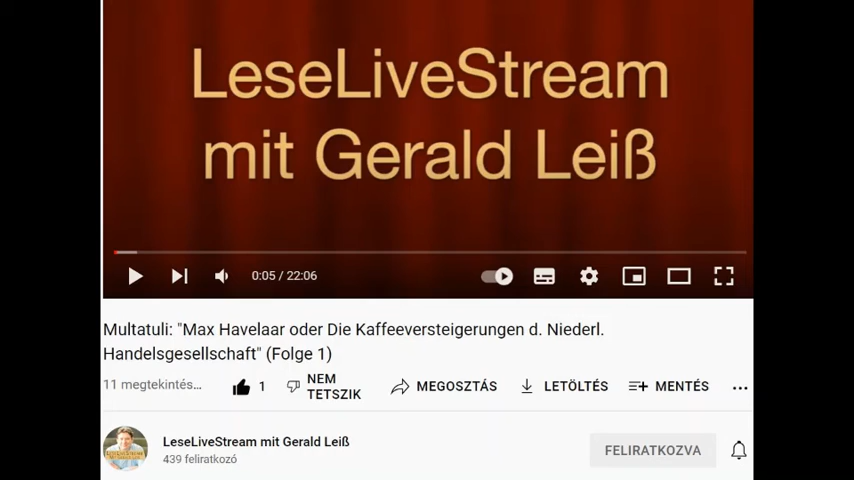 LeseLiveStream
mit Gerald Leiß
0:05 / 22:06
Multatuli: "Max Havelaar oder Die Kaffeeversteigerungen d. Niederl.
Handelsgesellschaft" (Folge 1)
11 megtekintés...
1
NEM
TETSZIK
MEGOSZTÁS
LETÖLTÉS
MENTÉS
LeseLiveStream mit Gerald Leiß
439 feliratkozó
FELIRATKOZVA